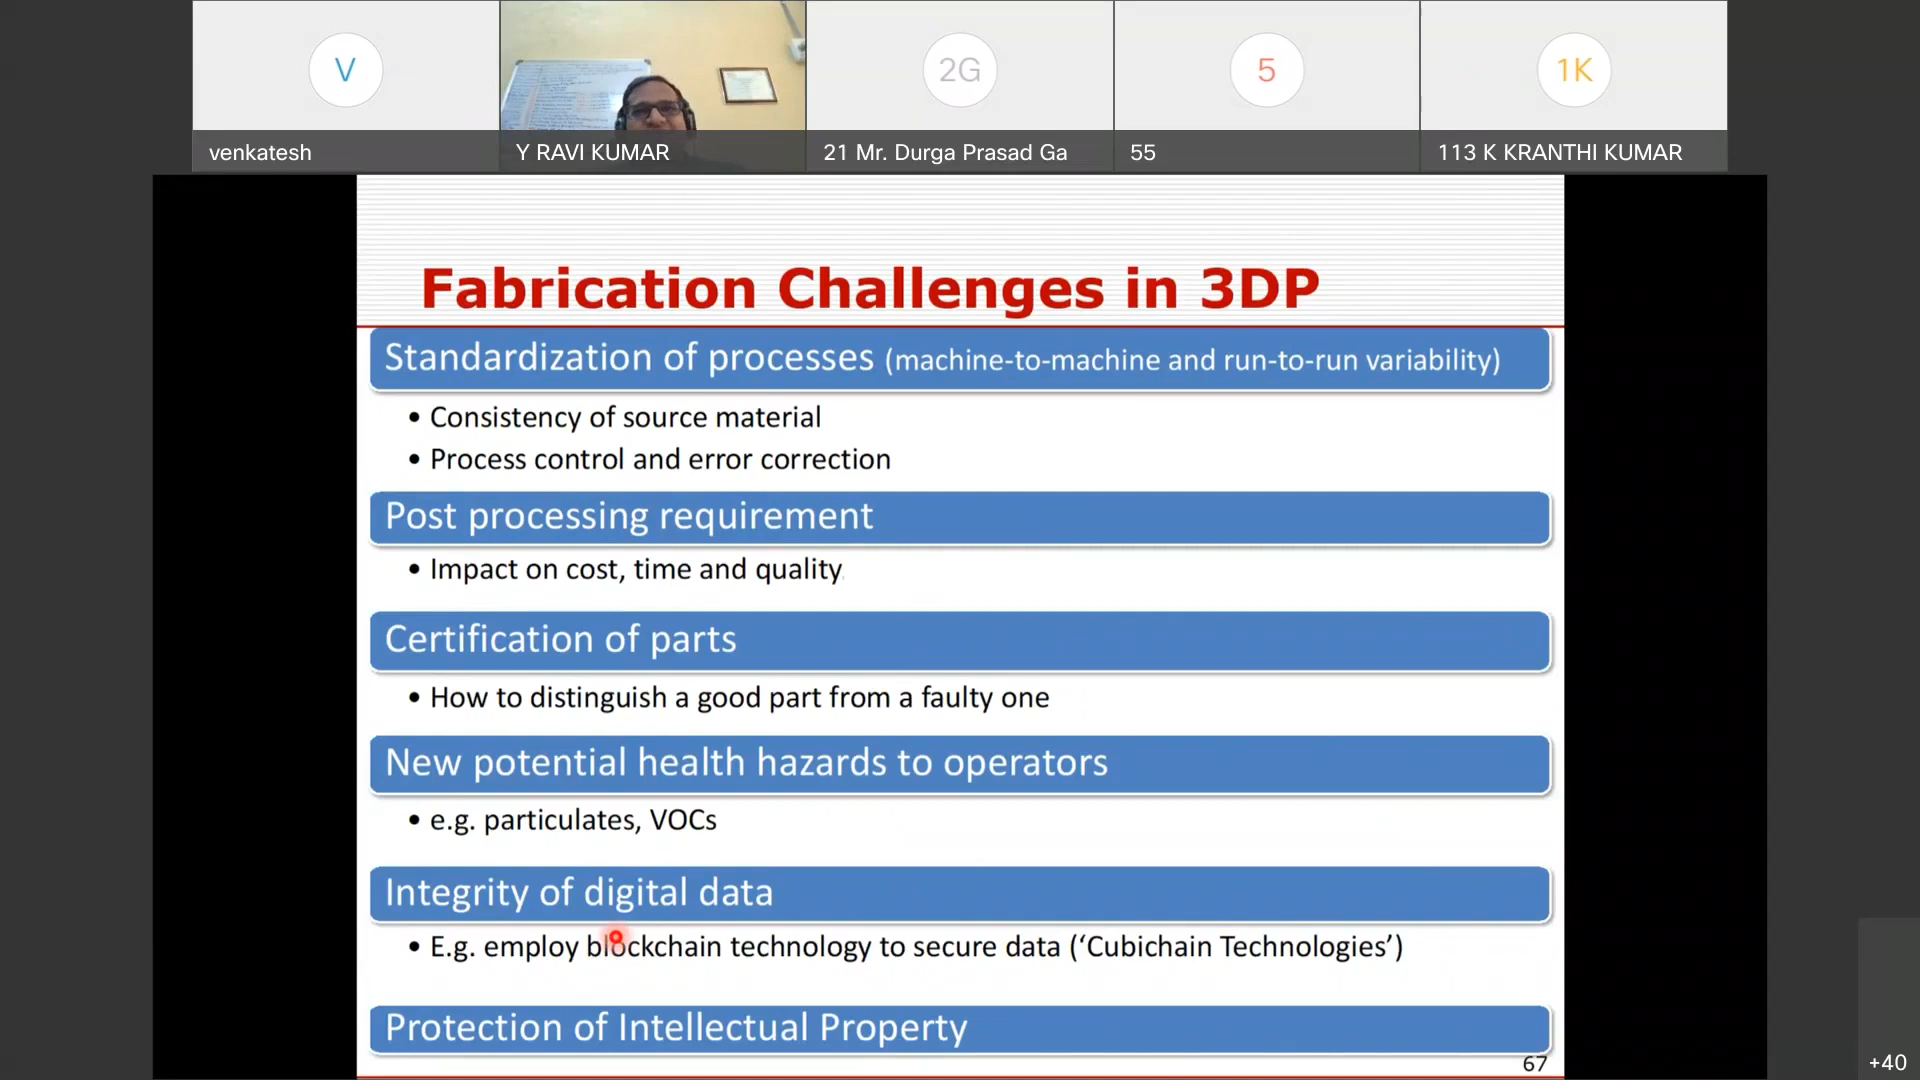 V
2G
5
1K
venkatesh
Y RAVI KUMAR
21 Mr. Durga Prasad Ga
55
113 K KRANTHI KUMAR
Fabrication Challenges in 3DP
Standardization of processes (machine-to-machine and run-to-run variability)
• Consistency of source material
• Process control and error correction
Post processing requirement
• Impact on cost, time and quality
Certification of parts
• How to distinguish a good part from a faulty one
New potential health hazards to operators
• e.g. particulates, VOCs
Integrity of digital data
• E.g. employ blockchain technology to secure data (‘Cubichain Technologies’)
Protection of Intellectual Property
67
+40